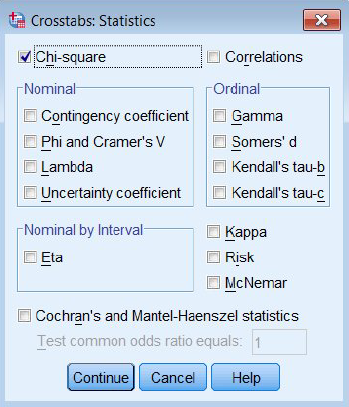 Crosstabs: Statistics
Chi-square
Correlations
Nominal
Contingency coefficient
Phi and Cramer's V
Lambda
Uncertainty coefficient
Ordinal
Gamma
Somers' d
Kendall's tau-b
Kendall's tau-c
Nominal by Interval
Eta
Kappa
Risk
McNemar
Cochran's and Mantel-Haenszel statistics
Test common odds ratio equals: 1
Continue Cancel Help